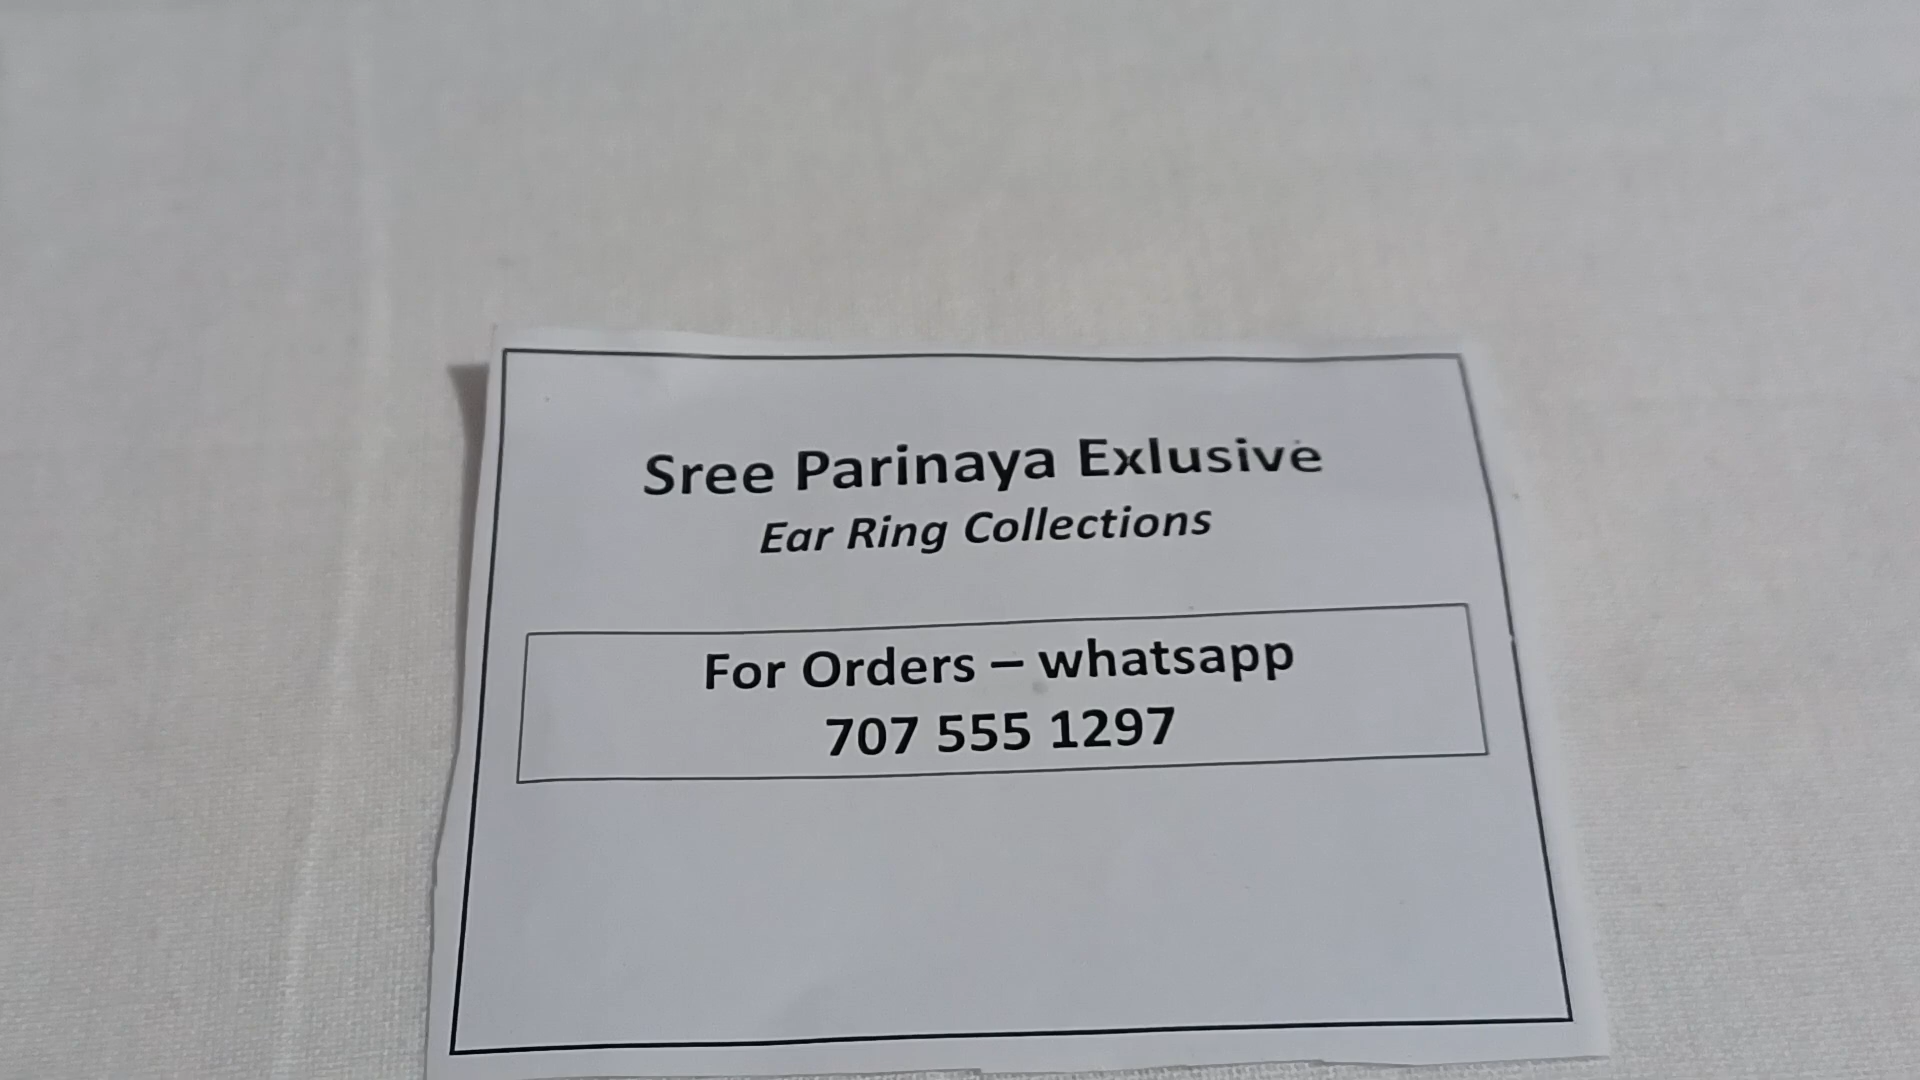 Sree Parinaya Exlusive
Ear Ring Collections
For Orders – whatsapp
707 555 1297